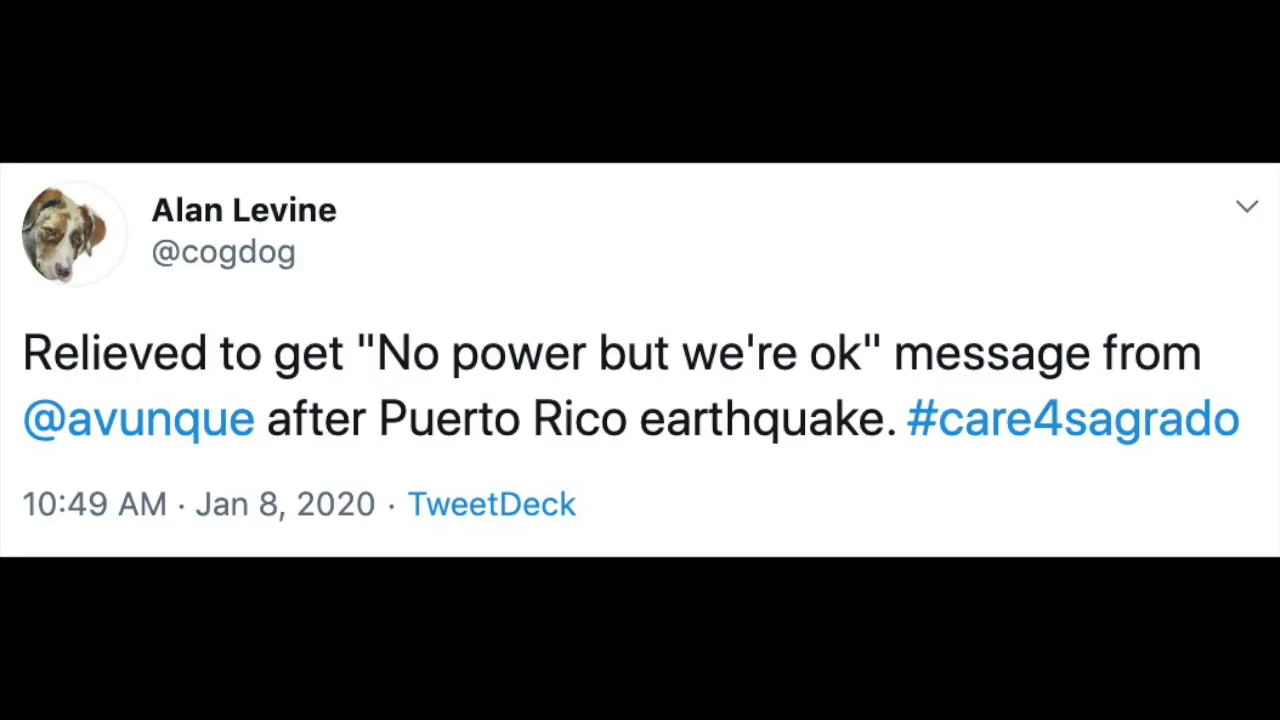 Alan Levine
@cogdog
Relieved to get "No power but we're ok" message from
@avunque after Puerto Rico earthquake. #care4sagrado
10:49 AM · Jan 8, 2020 · TweetDeck